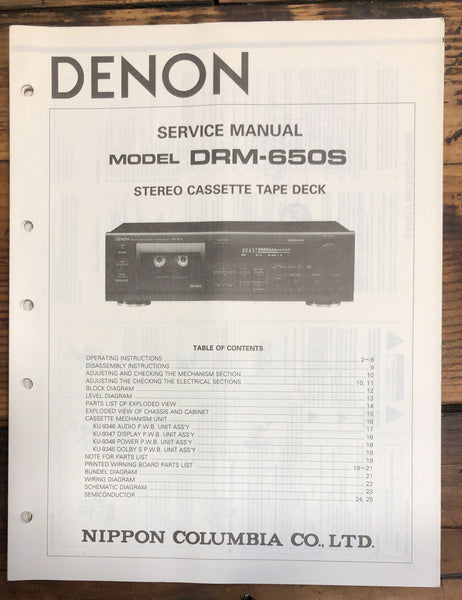 DENON
SERVICE MANUAL
MODEL DRM-650S
STEREO CASSETTE TAPE DECK
DENON
TABLE OF CONTENTS
OPERATING INSTRUCTIONS 2~8
DISASSEMBLY INSTRUCTIONS 9
ADJUSTING AND CHECKING THE MECHANISM SECTION 10
ADJUSTING THE CHECKING THE ELECTRICAL SECTIONS 10, 11
BLOCK DIAGRAM 12
LEVEL DIAGRAM 13
PARTS LIST OF EXPLODED VIEW 14
EXPLODED VIEW OF CHASSIS AND CABINET 15
CASSETTE MECHANISM UNIT 16
KU-9346 AUDIO P.W.B. UNIT ASS'Y 17
KU-9347 DISPLAY P.W.B. UNIT ASS'Y 18
KU-9348 POWER P.W.B. UNIT ASS'Y 18
KU-9345 DOLBY S P.W.B. UNIT ASS'Y 18
NOTE FOR PARTS LIST 19
PRINTED WIRNING BOARD PARTS LIST 19~21
BUNDEL DIAGRAM 21
WIRING DIAGRAM 22
SCHEMATIC DIAGRAM 23
SEMICONDUCTOR 24, 25
NIPPON COLUMBIA CO., LTD.